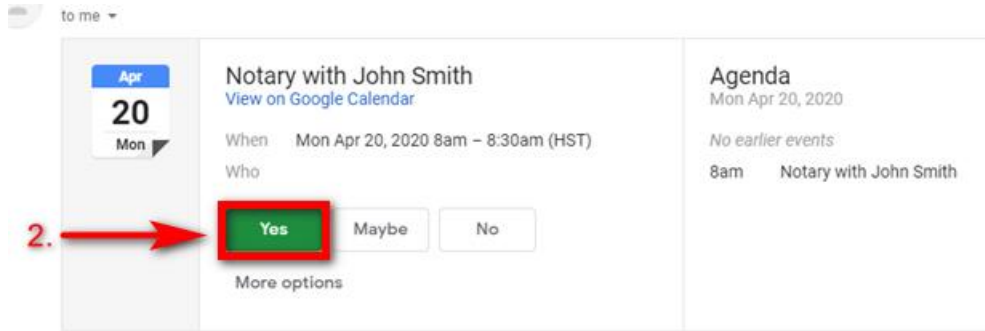 to me
Apr
20
Mon
Notary with John Smith
View on Google Calendar
When Mon Apr 20, 2020 8am – 8:30am (HST)
Who
2.
Yes Maybe No
More options
Agenda
Mon Apr 20, 2020
No earlier events
8am Notary with John Smith